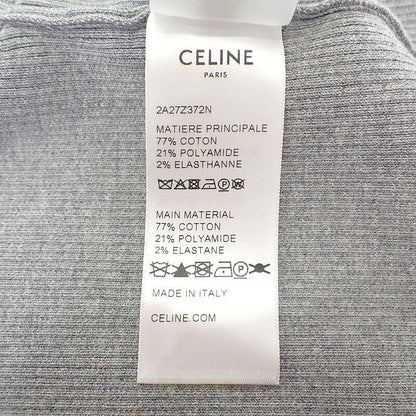 CELINE
PARIS
2A27Z372N
MATIERE PRINCIPALE
77% COTON
21% POLYAMIDE
2% ELASTHANNE
MAIN MATERIAL
77% COTTON
21% POLYAMIDE
2% ELASTANE
MADE IN ITALY
CELINE.COM